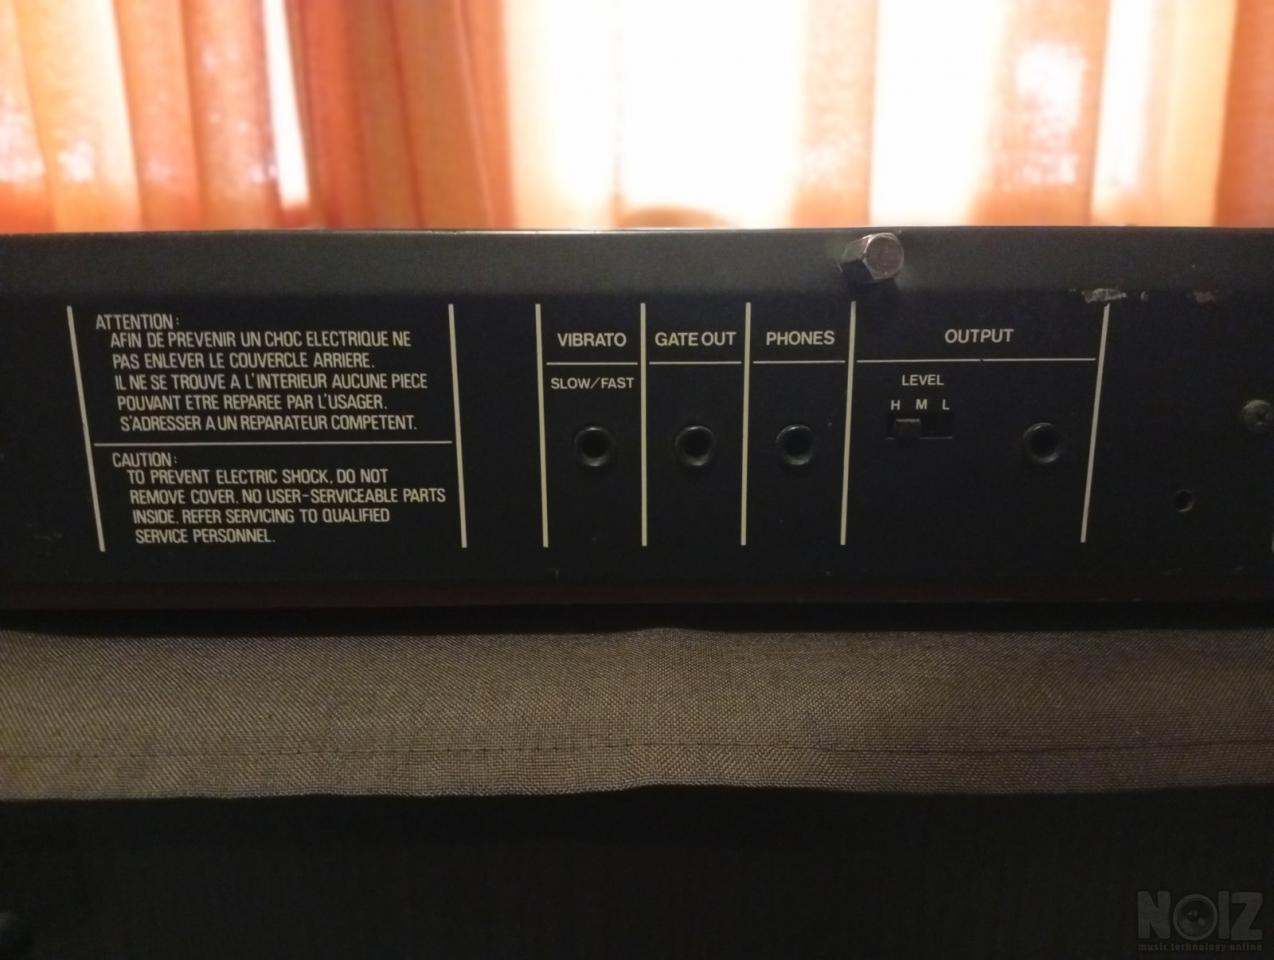 ATTENTION:
AFIN DE PREVENIR UN CHOC ELECTRIQUE NE
PAS ENLEVER LE COUVERCLE ARRIERE.
IL NE SE TROUVE A L'INTERIEUR AUCUNE PIECE
POUVANT ETRE REPAREE PAR L'USAGER.
S'ADRESSER A UN REPARATEUR COMPETENT.
CAUTION:
TO PREVENT ELECTRIC SHOCK, DO NOT
REMOVE COVER. NO USER-SERVICEABLE PARTS
INSIDE. REFER SERVICING TO QUALIFIED
SERVICE PERSONNEL.
VIBRATO
SLOW/FAST
GATE OUT
PHONES
OUTPUT
LEVEL
H M L
NOIZ
music technology online